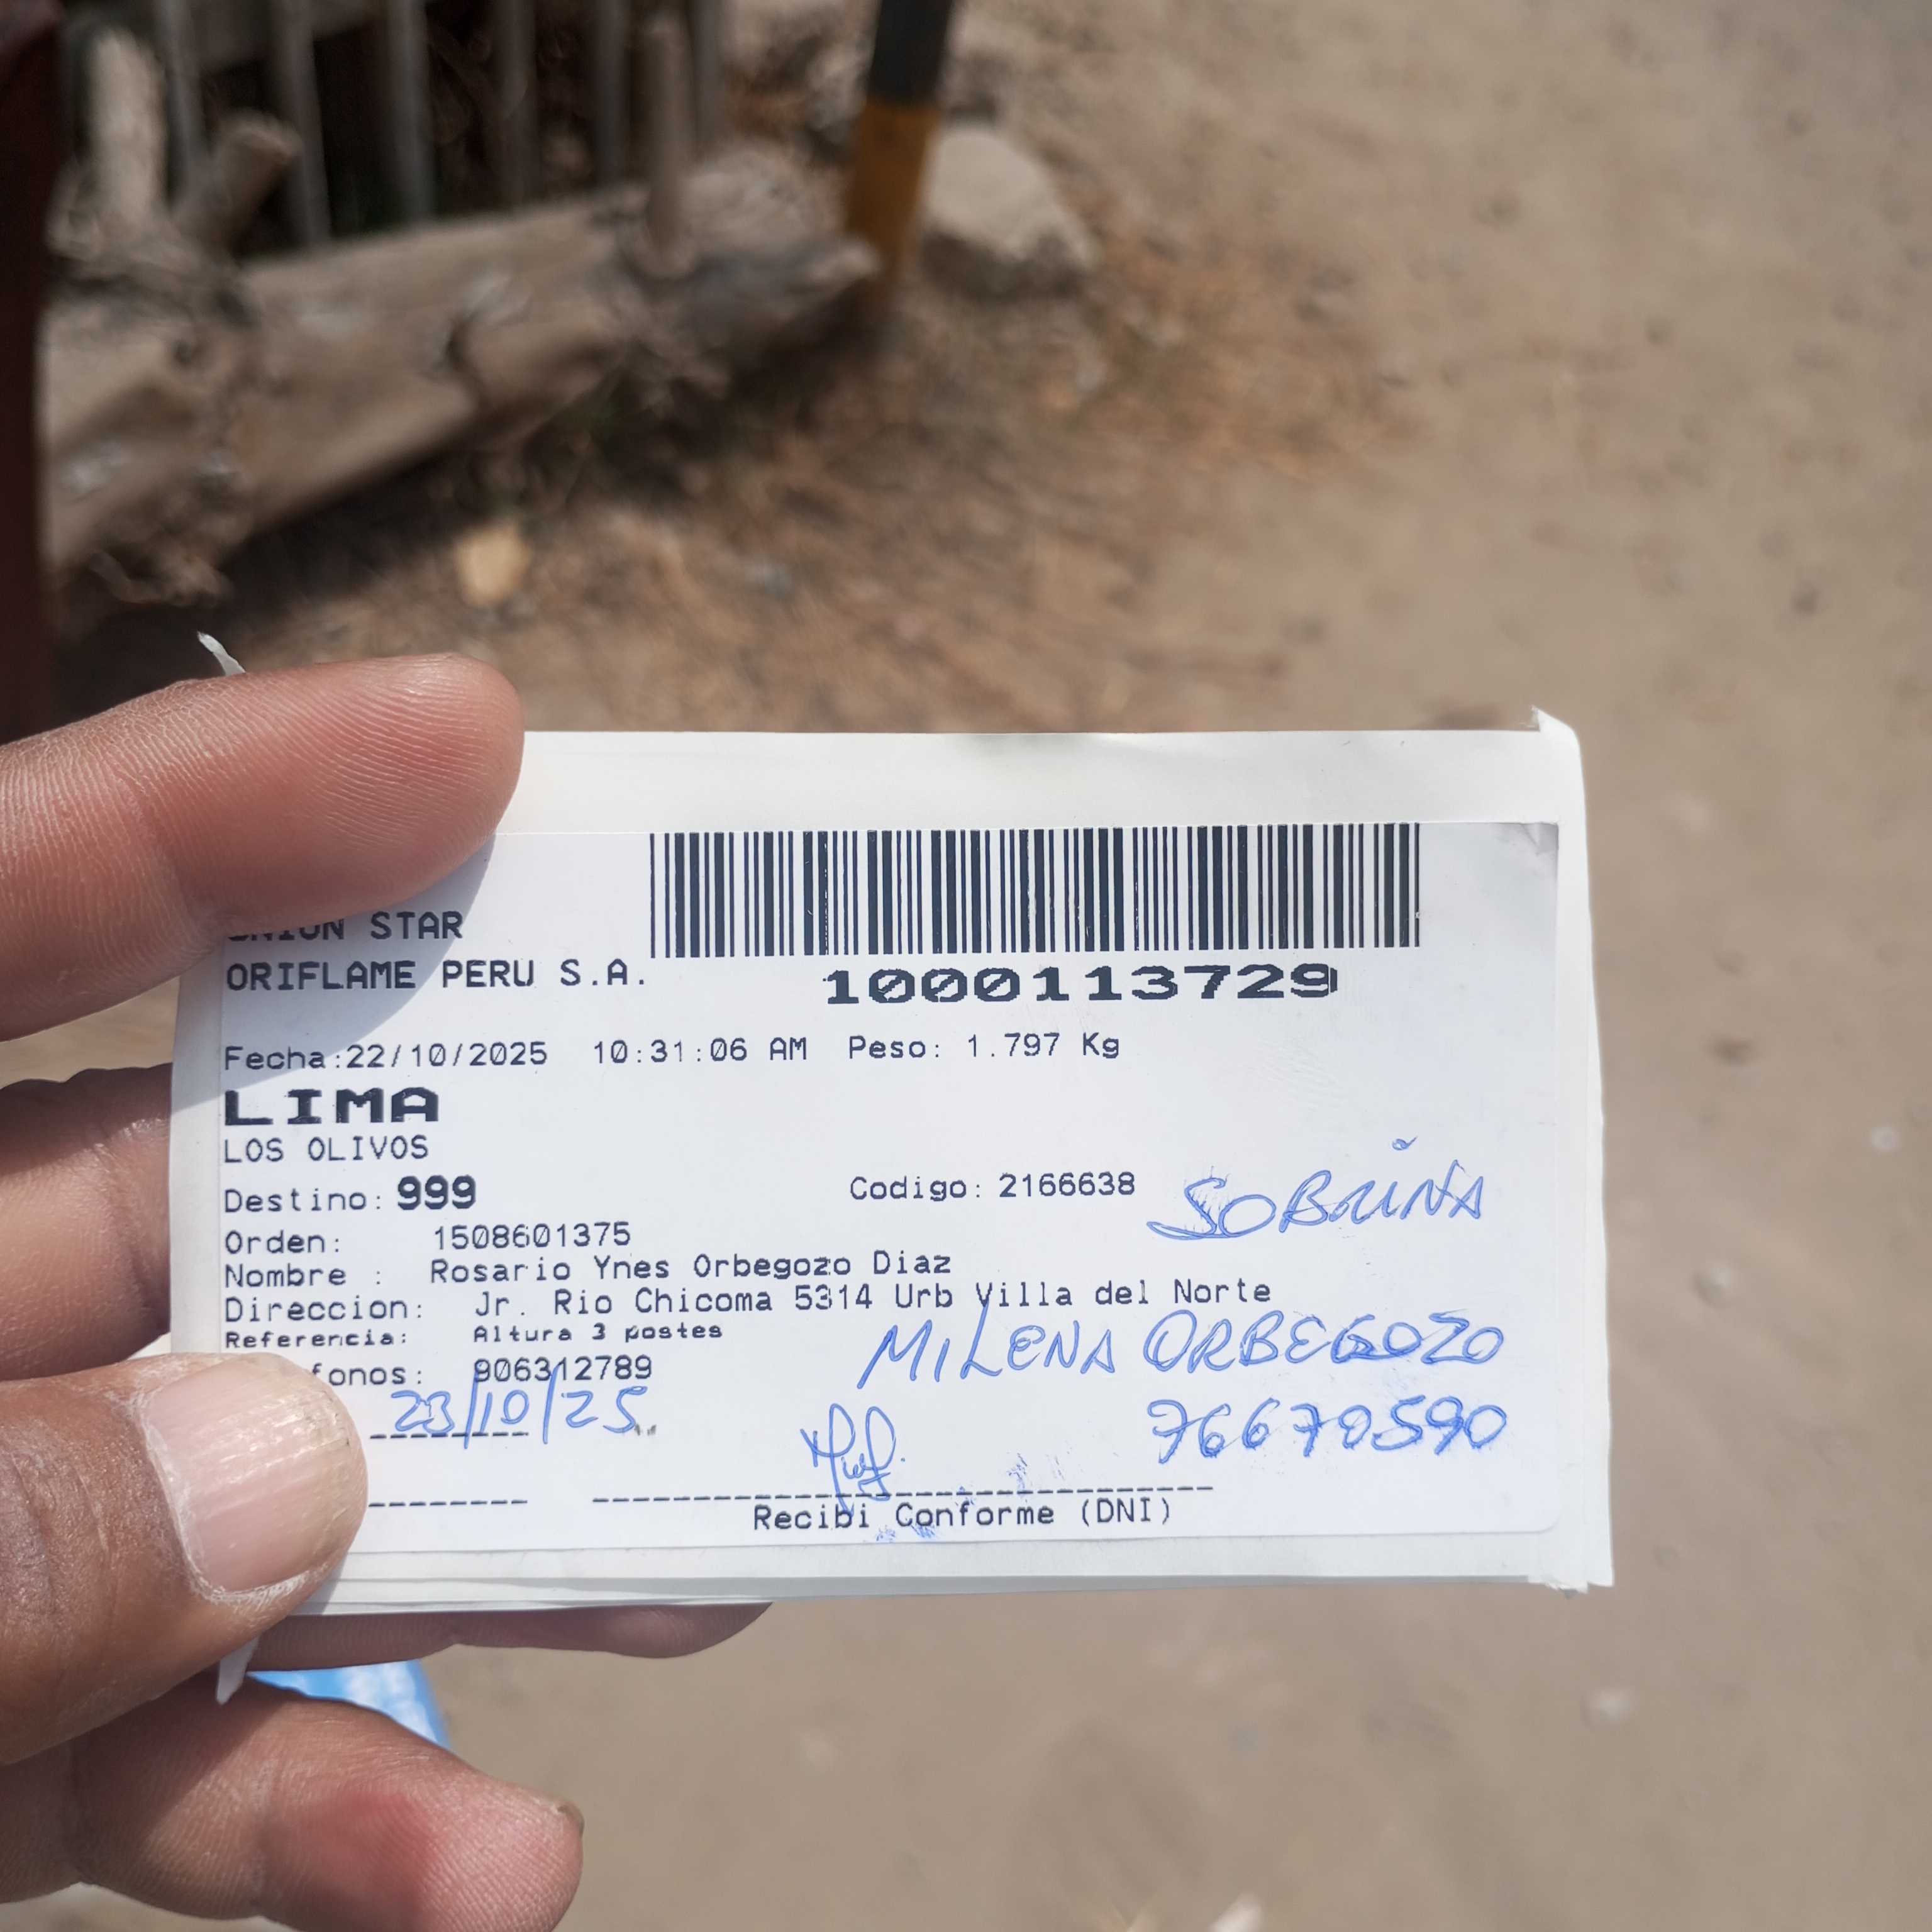 UNION STAR
ORIFLAME PERU S.A.
1000113729
Fecha:22/10/2025 10:31:06 AM Peso: 1.797 Kg
LIMA
LOS OLIVOS
Destino: 999 Codigo: 2166638 SOBRIÑA
Orden: 1508601375
Nombre : Rosario Ynes Orbegozo Diaz
Direccion: Jr. Rio Chicoma 5314 Urb Villa del Norte
Referencia: Altura 3 postes
MILENA ORBEGOZO
fonos: 906312789
23/10/25
76670590
Recibi Conforme (DNI)